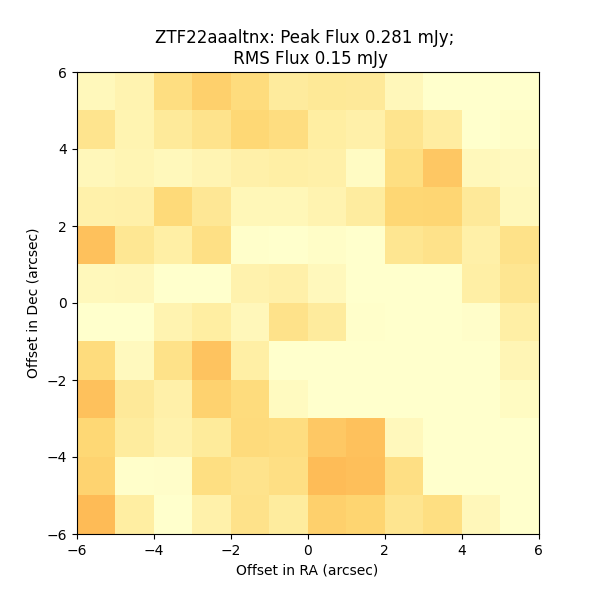 ZTF22aaaltnx: Peak Flux 0.281 mJy;
RMS Flux 0.15 mJy
6
4
2
0
−2
−4
−6
Offset in Dec (arcsec)
−6 −4 −2 0 2 4 6
Offset in RA (arcsec)